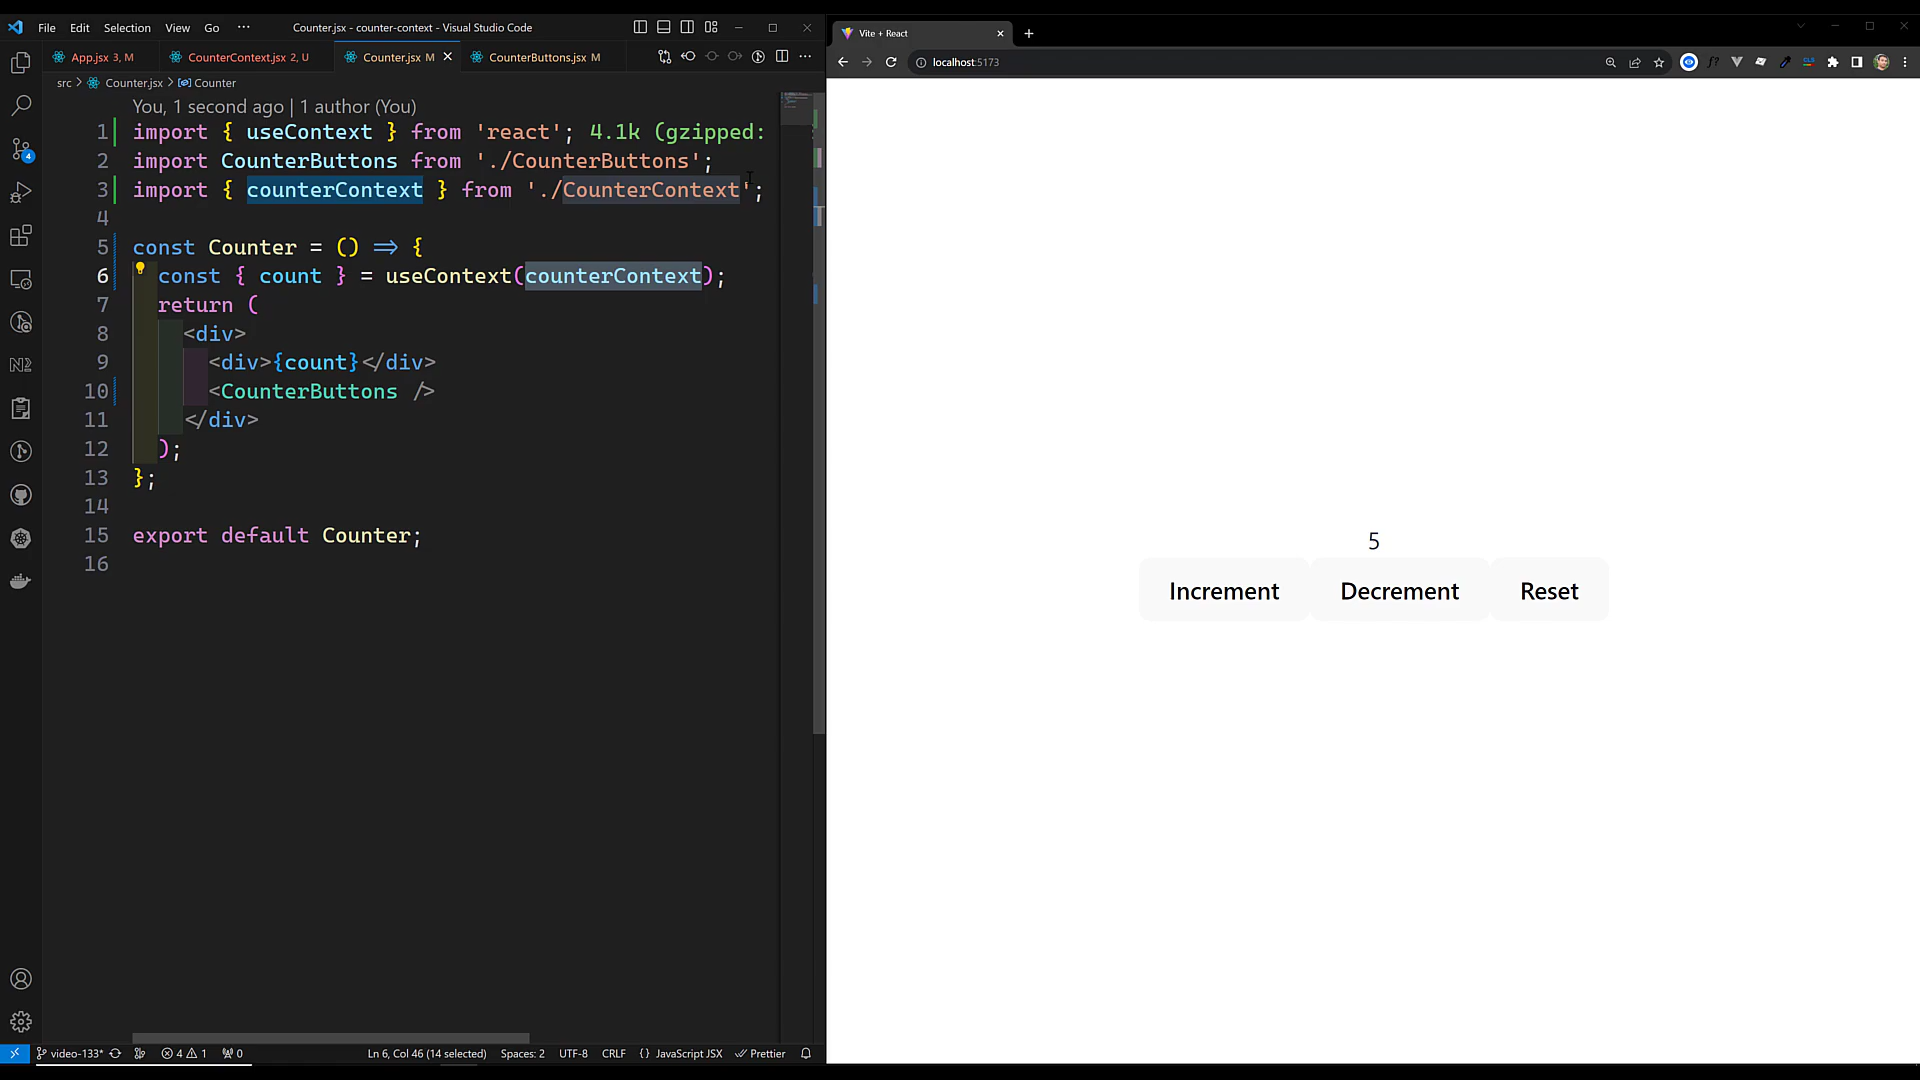 File Edit Selection View Go ··· Counter.jsx - counter-context - Visual Studio Code
App.jsx 3, M CounterContext.jsx 2, U Counter.jsx M CounterButtons.jsx M
src > Counter.jsx > Counter
You, 1 second ago | 1 author (You)
1 import { useContext } from 'react'; 4.1k (gzipped:
2 import CounterButtons from './CounterButtons';
3 import { counterContext } from './CounterContext';
4
5 const Counter = () => {
6 const { count } = useContext(counterContext);
7 return (
8 <div>
9 <div>{count}</div>
10 <CounterButtons />
11 </div>
12 );
13 };
14
15 export default Counter;
16
4
video-133* 4 1 0 Ln 6, Col 46 (14 selected) Spaces: 2 UTF-8 CRLF {} JavaScript JSX Prettier
Vite + React
localhost:5173
5
Increment Decrement Reset